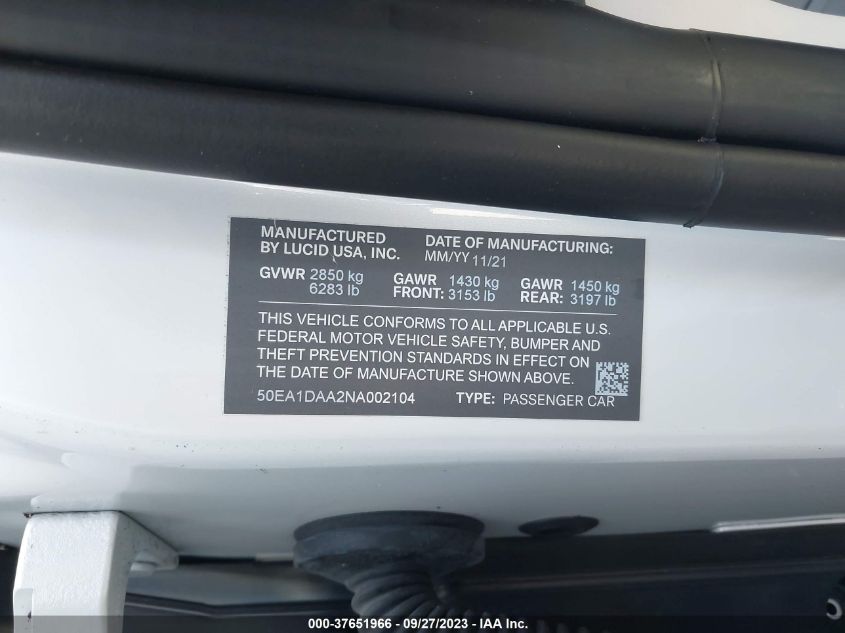 MANUFACTURED
BY LUCID USA, INC.
DATE OF MANUFACTURING:
MM/YY 11/21
GVWR 2850 kg
6283 lb
GAWR 1430 kg
FRONT: 3153 lb
GAWR 1450 kg
REAR: 3197 lb
THIS VEHICLE CONFORMS TO ALL APPLICABLE U.S.
FEDERAL MOTOR VEHICLE SAFETY, BUMPER AND
THEFT PREVENTION STANDARDS IN EFFECT ON
THE DATE OF MANUFACTURE SHOWN ABOVE.
50EA1DAA2NA002104 TYPE: PASSENGER CAR
000-37651966 - 09/27/2023 - IAA Inc.